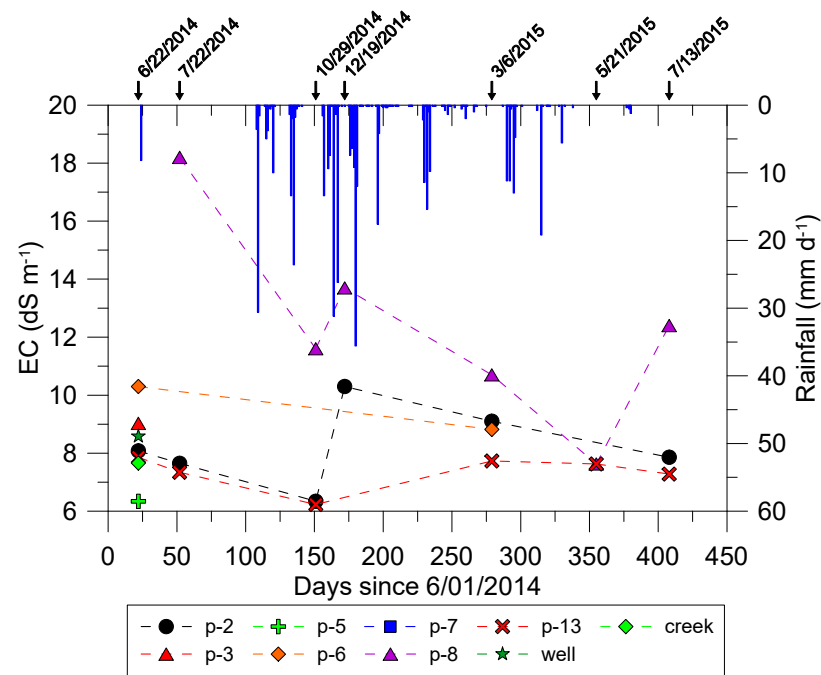 6/22/2014
7/22/2014
10/29/2014
12/19/2014
3/6/2015
5/21/2015
7/13/2015
20 0
18 10
16
14 20
12 30
10 40
8 50
6 60
EC (dS m-1)
Rainfall (mm d-1)
0 50 100 150 200 250 300 350 400 450
Days since 6/01/2014
p-2 p-5 p-7 p-13 creek
p-3 p-6 p-8 well